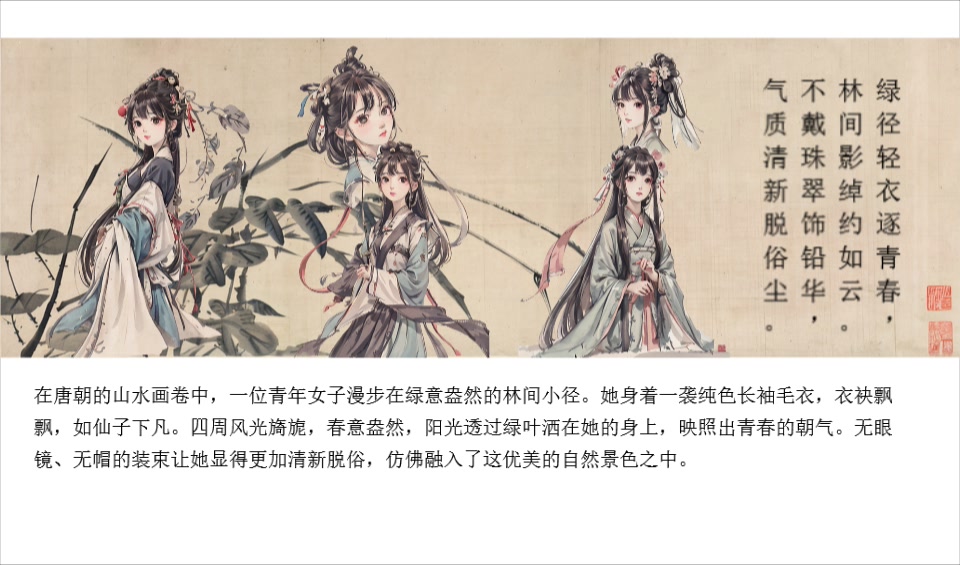 绿径轻衣逐青春，
林间影绰约如云。
不戴珠翠饰铅华，
气质清新脱俗尘。
在唐朝的山水画卷中，一位青年女子漫步在绿意盎然的林间小径。她身着一袭纯色长袖毛衣，衣袂飘
飘，如仙子下凡。四周风光旖旎，春意盎然，阳光透过绿叶洒在她的身上，映照出青春的朝气。无眼
镜、无帽的装束让她显得更加清新脱俗，仿佛融入了这优美的自然景色之中。